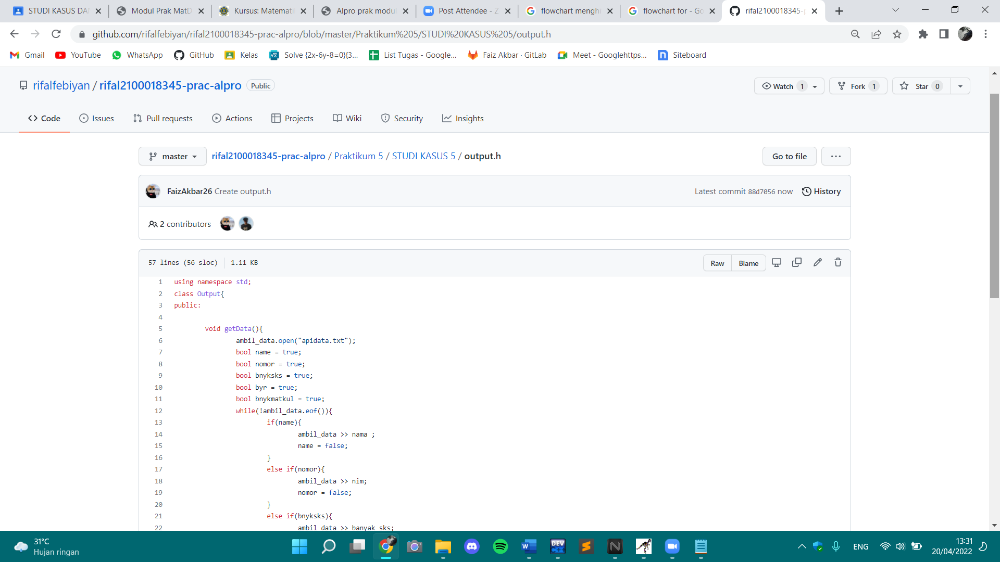 STUDI KASUS DA
Modul Prak MatD
Kursus: Matemati
Alpro prak modul
Post Attendee - Z
flowchart menghi
flowchart for - Go
rifal2100018345-p
github.com/rifalfebiyan/rifal2100018345-prac-alpro/blob/master/Praktikum%205/STUDI%20KASUS%205/output.h
Gmail YouTube WhatsApp GitHub Kelas Solve {2x-6y-8=0}{3... List Tugas - Google... Faiz Akbar · GitLab Meet - Googlehttps... Siteboard
rifalfebiyan / rifal2100018345-prac-alpro Public
Watch 1 Fork 1 Star 0
Code Issues Pull requests Actions Projects Wiki Security Insights
master rifal2100018345-prac-alpro / Praktikum 5 / STUDI KASUS 5 / output.h Go to file ...
FaizAkbar26 Create output.h Latest commit 88d7056 now History
2 contributors
57 lines (56 sloc) 1.11 KB Raw Blame
1 using namespace std;
2 class Output{
3 public:
4
5 void getData(){
6 ambil_data.open("apidata.txt");
7 bool name = true;
8 bool nomor = true;
9 bool bnyksks = true;
10 bool byr = true;
11 bool bnykmatkul = true;
12 while(!ambil_data.eof()){
13 if(name){
14 ambil_data >> nama ;
15 name = false;
16 }
17 else if(nomor){
18 ambil_data >> nim;
19 nomor = false;
20 }
21 else if(bnyksks){
22 ambil_data >> banyak_sks;
31°C
Hujan ringan
ENG
13:31
20/04/2022